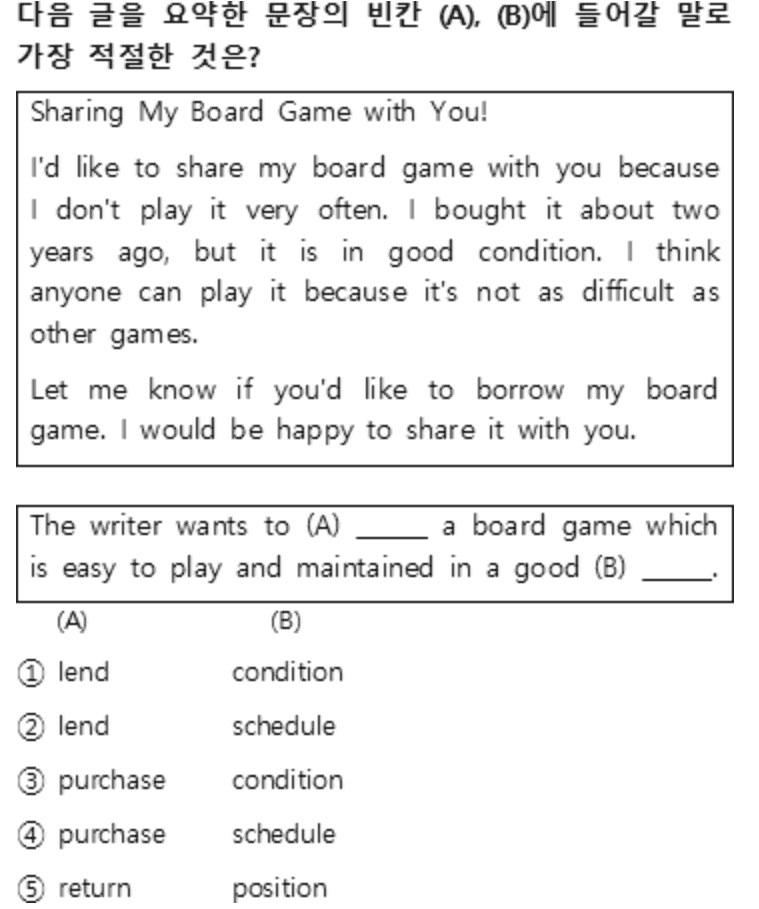 다음 글을 요약한 문장의 빈칸 (A), (B)에 들어갈 말로
가장 적절한 것은?
Sharing My Board Game with You!
I'd like to share my board game with you because
I don't play it very often. I bought it about two
years ago, but it is in good condition. I think
anyone can play it because it's not as difficult as
other games.
Let me know if you'd like to borrow my board
game. I would be happy to share it with you.
The writer wants to (A) _____ a board game which
is easy to play and maintained in a good (B) _____.
(A) (B)
① lend condition
② lend schedule
③ purchase condition
④ purchase schedule
⑤ return position